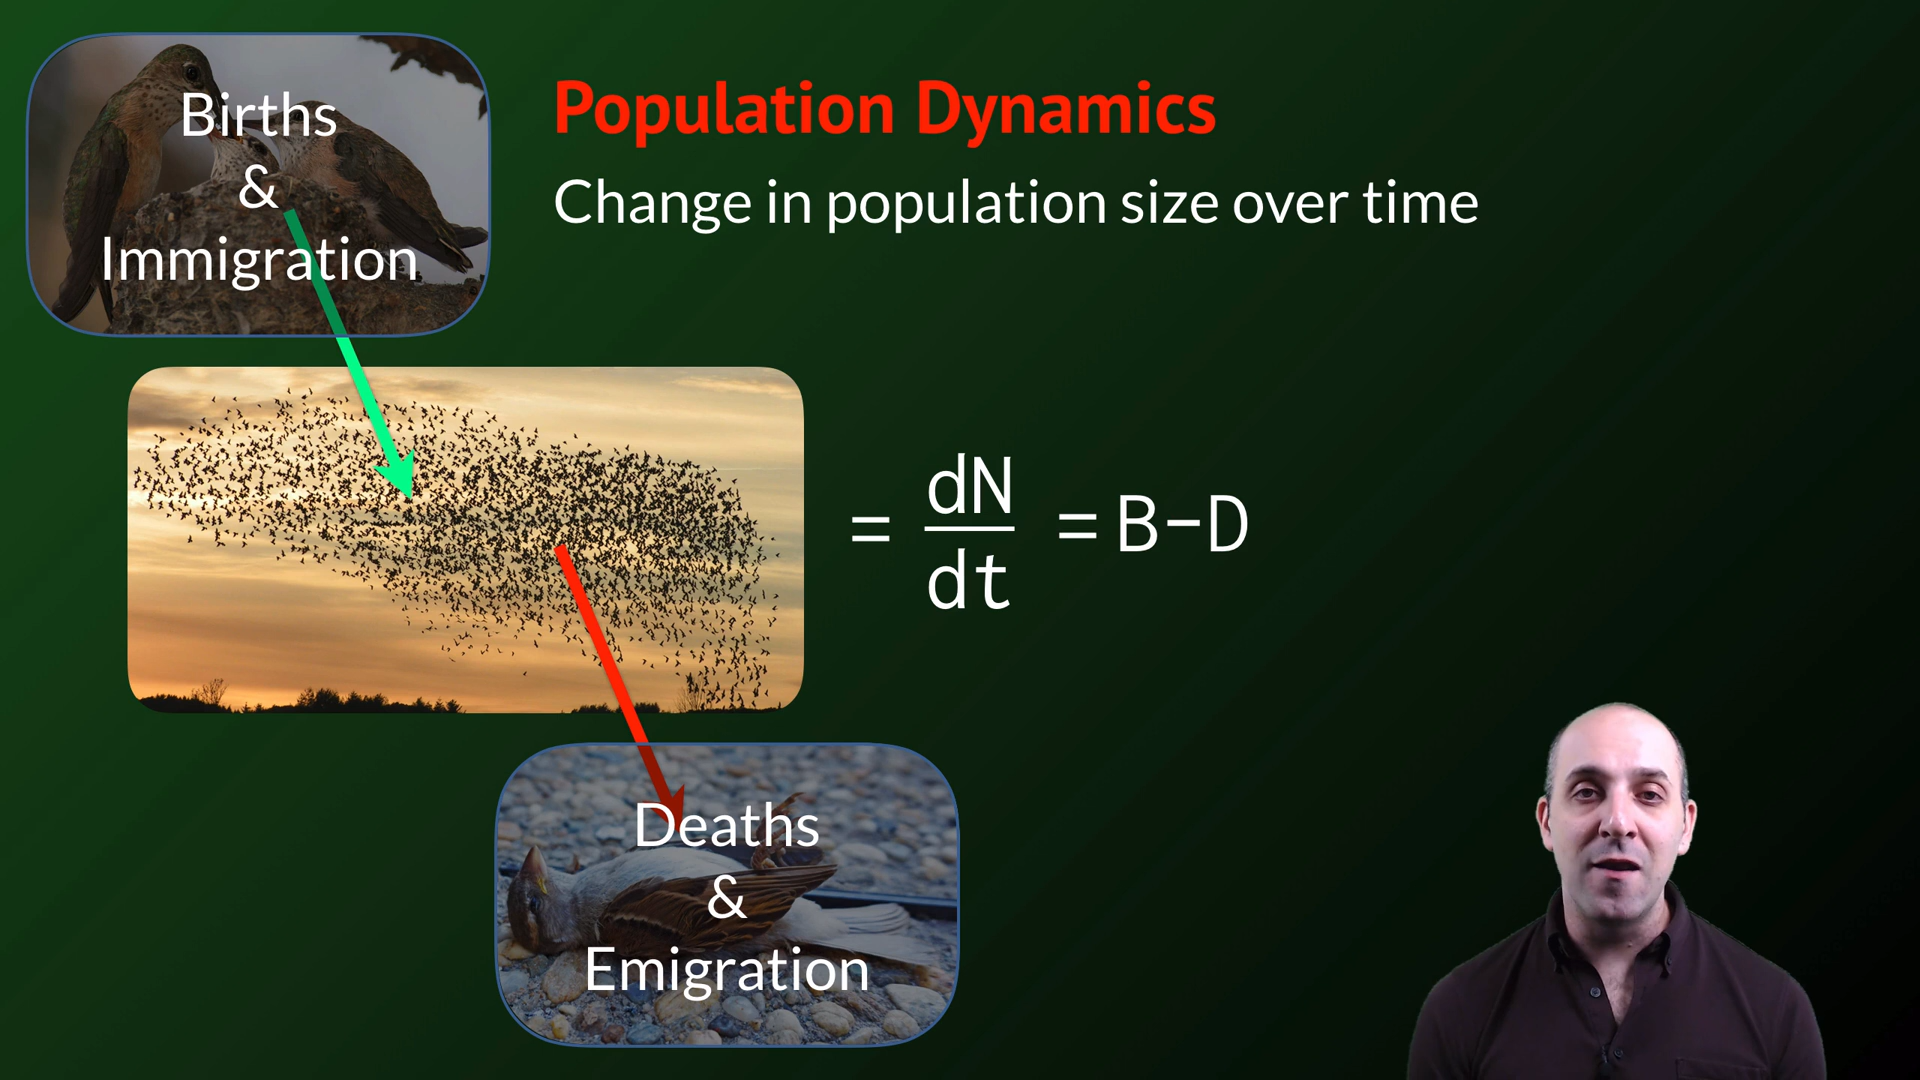 Births
&
Immigration
Population Dynamics
Change in population size over time
= dN/dt = B-D
Deaths
&
Emigration